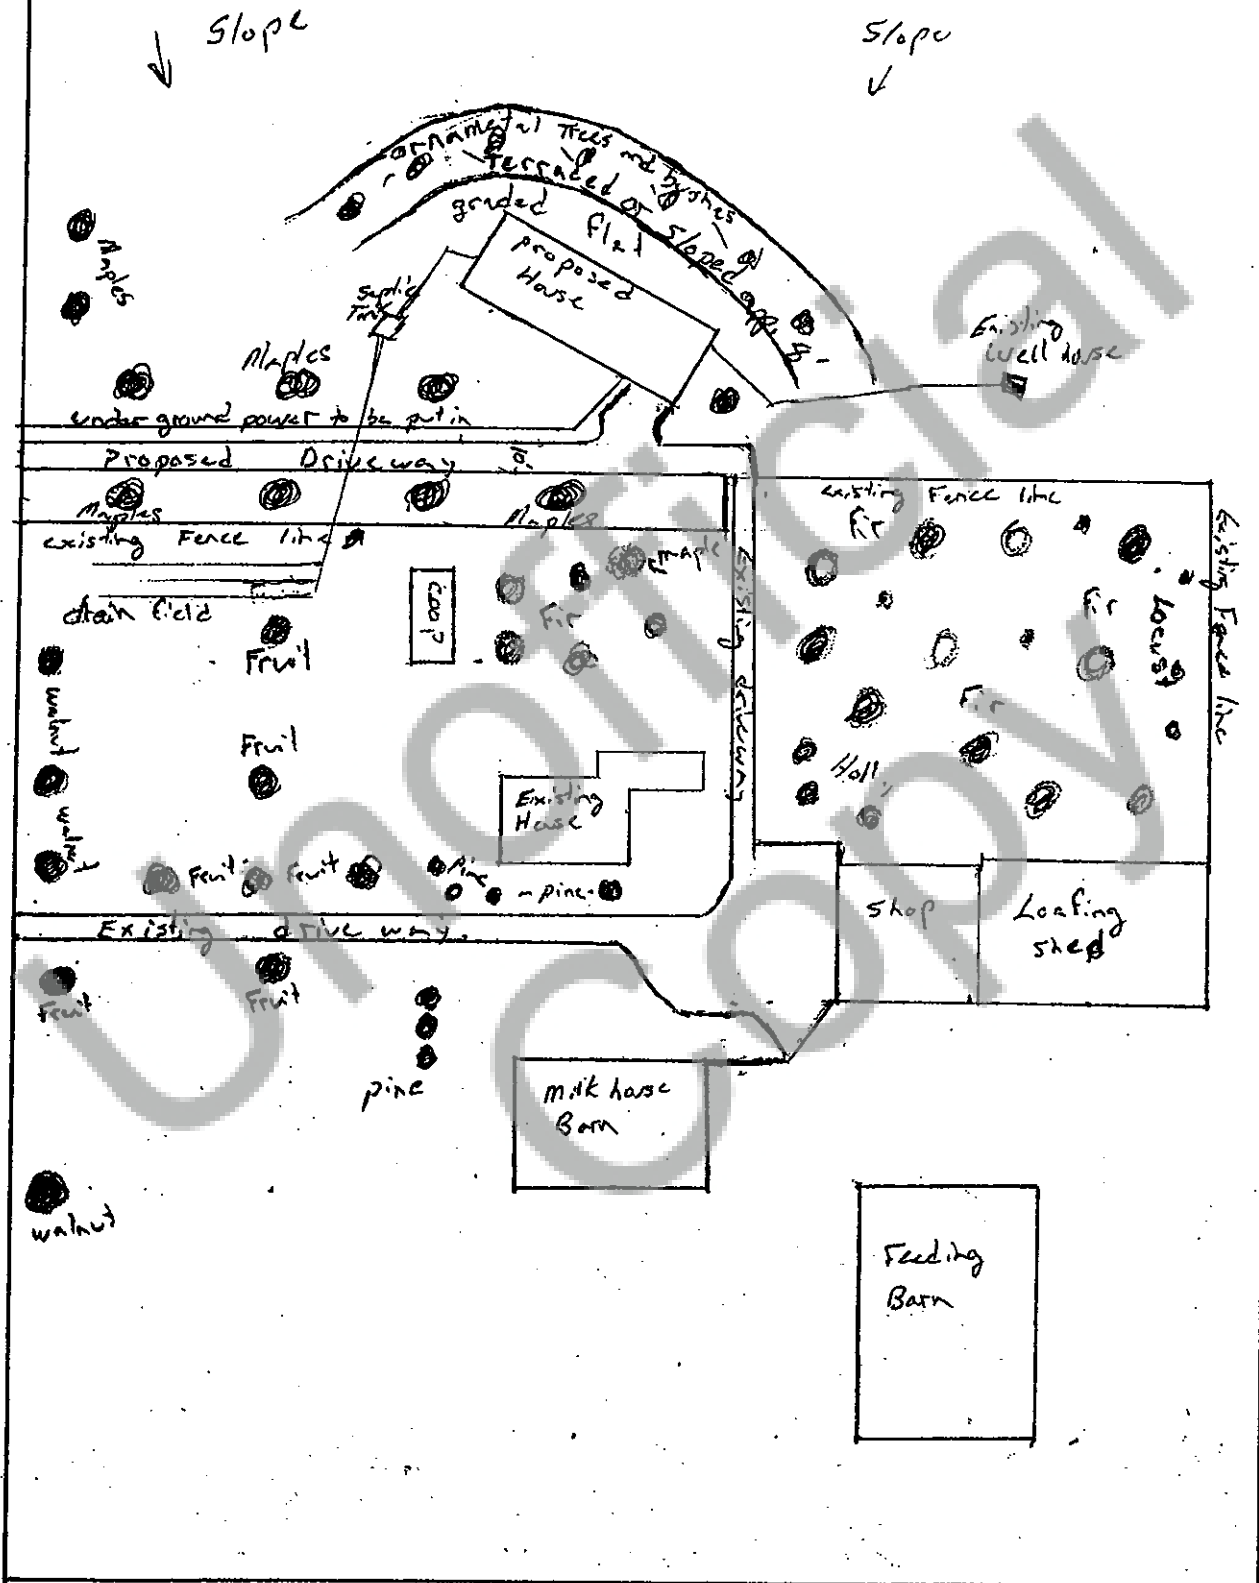 Slope
Slope
ornamental Trees and bushes
Terraced or sloped off
graded Flat
proposed
House
Septic
Tank
Maples
Existing
well house
Maples
under ground power to be put in
Proposed Driveway
Maples
Maples
existing Fence line
existing Fence line
Fir
maple
Existing driveway
Existing Fence line
Coop
Fir
Fir
Locust
drain field
Fruit
walnut
Fir
Fruit
Holly
Existing
House
walnut
Fruit
Fruit
Pine
pine
Existing drive way
Shop
Loafing
shed
Fruit
Fruit
pine
Milk house
Barn
walnut
Feeding
Barn
Unofficial
Copy